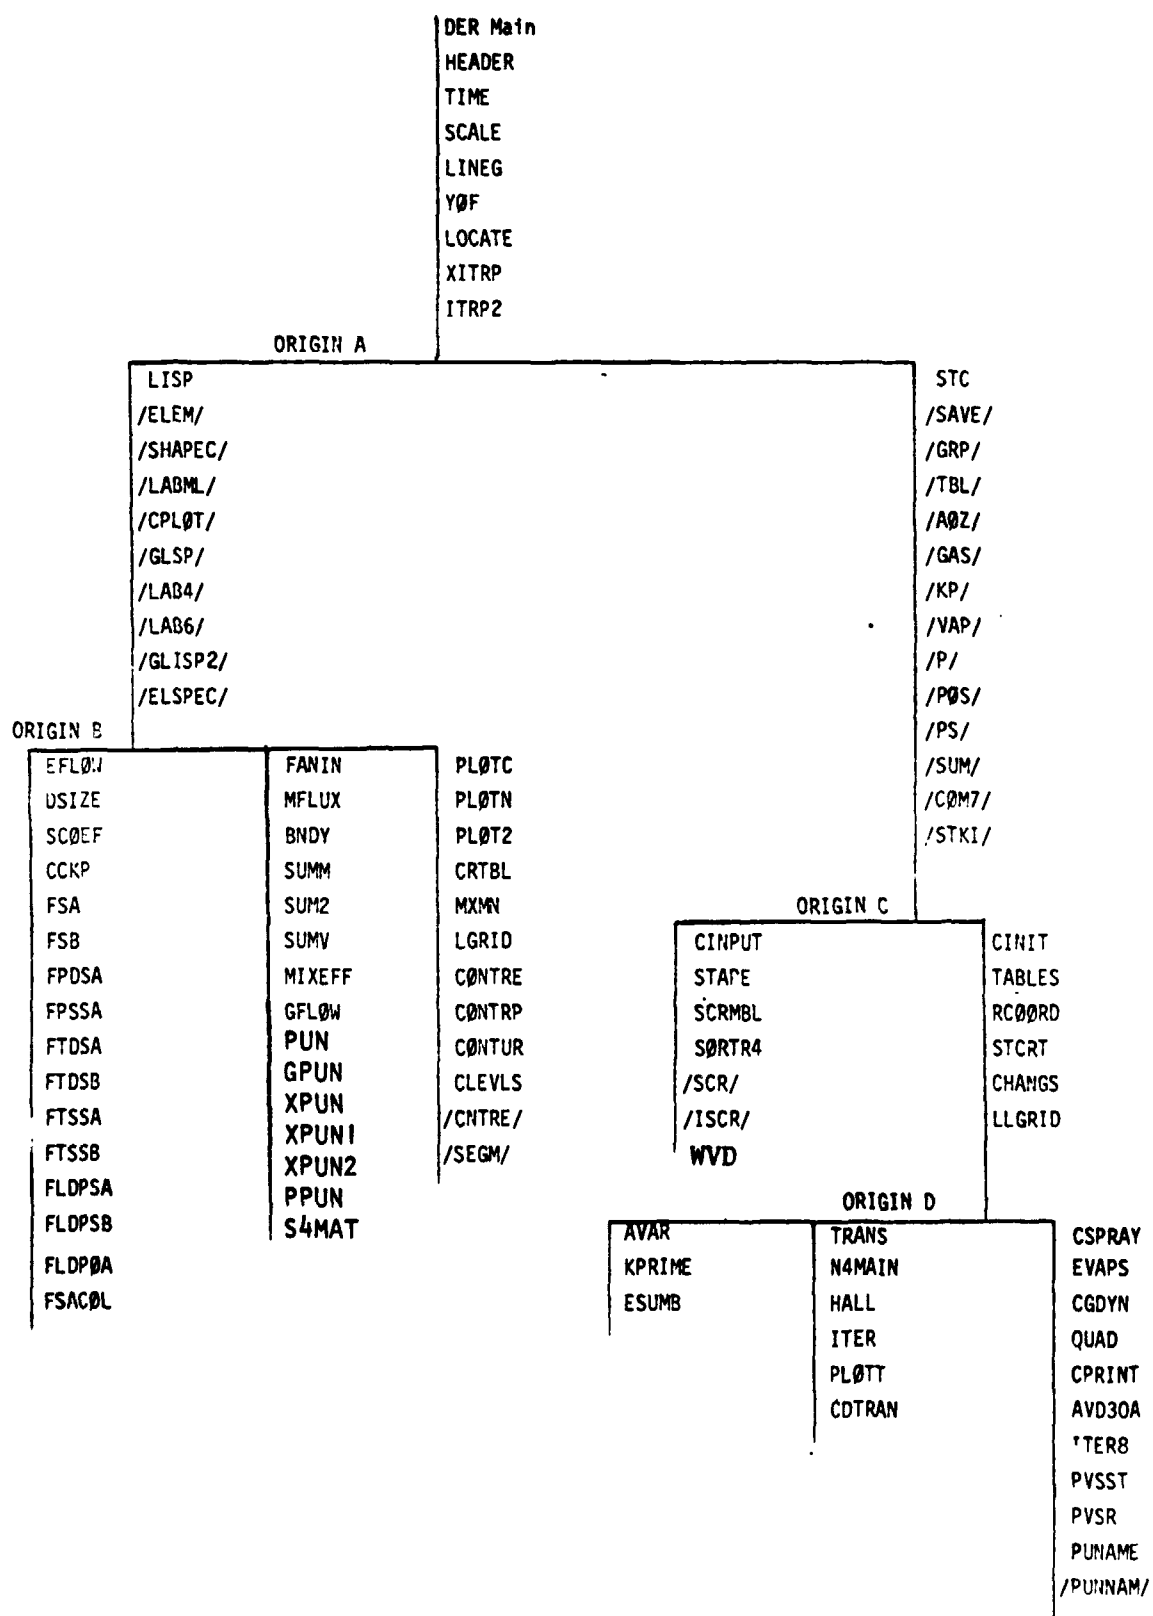 DER Main
HEADER
TIME
SCALE
LINEG
YØF
LOCATE
XITRP
ITRP2
ORIGIN A
LISP
/ELEM/
/SHAPEC/
/LABML/
/CPLØT/
/GLSP/
/LAB4/
/LAB6/
/GLISP2/
/ELSPEC/
STC
/SAVE/
/GRP/
/TBL/
/AØZ/
/GAS/
/KP/
/VAP/
/P/
/PØS/
/PS/
/SUM/
/CØM7/
/STKI/
ORIGIN B
EFLØW
DSIZE
SCØEF
CCKP
FSA
FSB
FPDSA
FPSSA
FTDSA
FTDSB
FTSSA
FTSSB
FLDPSA
FLDPSB
FLDPØA
FSACØL
FANIN
MFLUX
BNDY
SUMM
SUM2
SUMV
MIXEFF
GFLØW
PUN
GPUN
XPUN
XPUN1
XPUN2
PPUN
S4MAT
PLØTC
PLØTN
PLØT2
CRTBL
MXMN
LGRID
CØNTRE
CØNTRP
CØNTUR
CLEVLS
/CNTRE/
/SEGM/
ORIGIN C
CINPUT
STAPE
SCRMBL
SØRTR4
/SCR/
/ISCR/
WVD
CINIT
TABLES
RCØØRD
STCRT
CHANGS
LLGRID
ORIGIN D
AVAR
KPRIME
ESUMB
TRANS
N4MAIN
HALL
ITER
PLØTT
CDTRAN
CSPRAY
EVAPS
CGDYN
QUAD
CPRINT
AVD30A
ITER8
PVSST
PVSR
PUNAME
/PUNNAM/